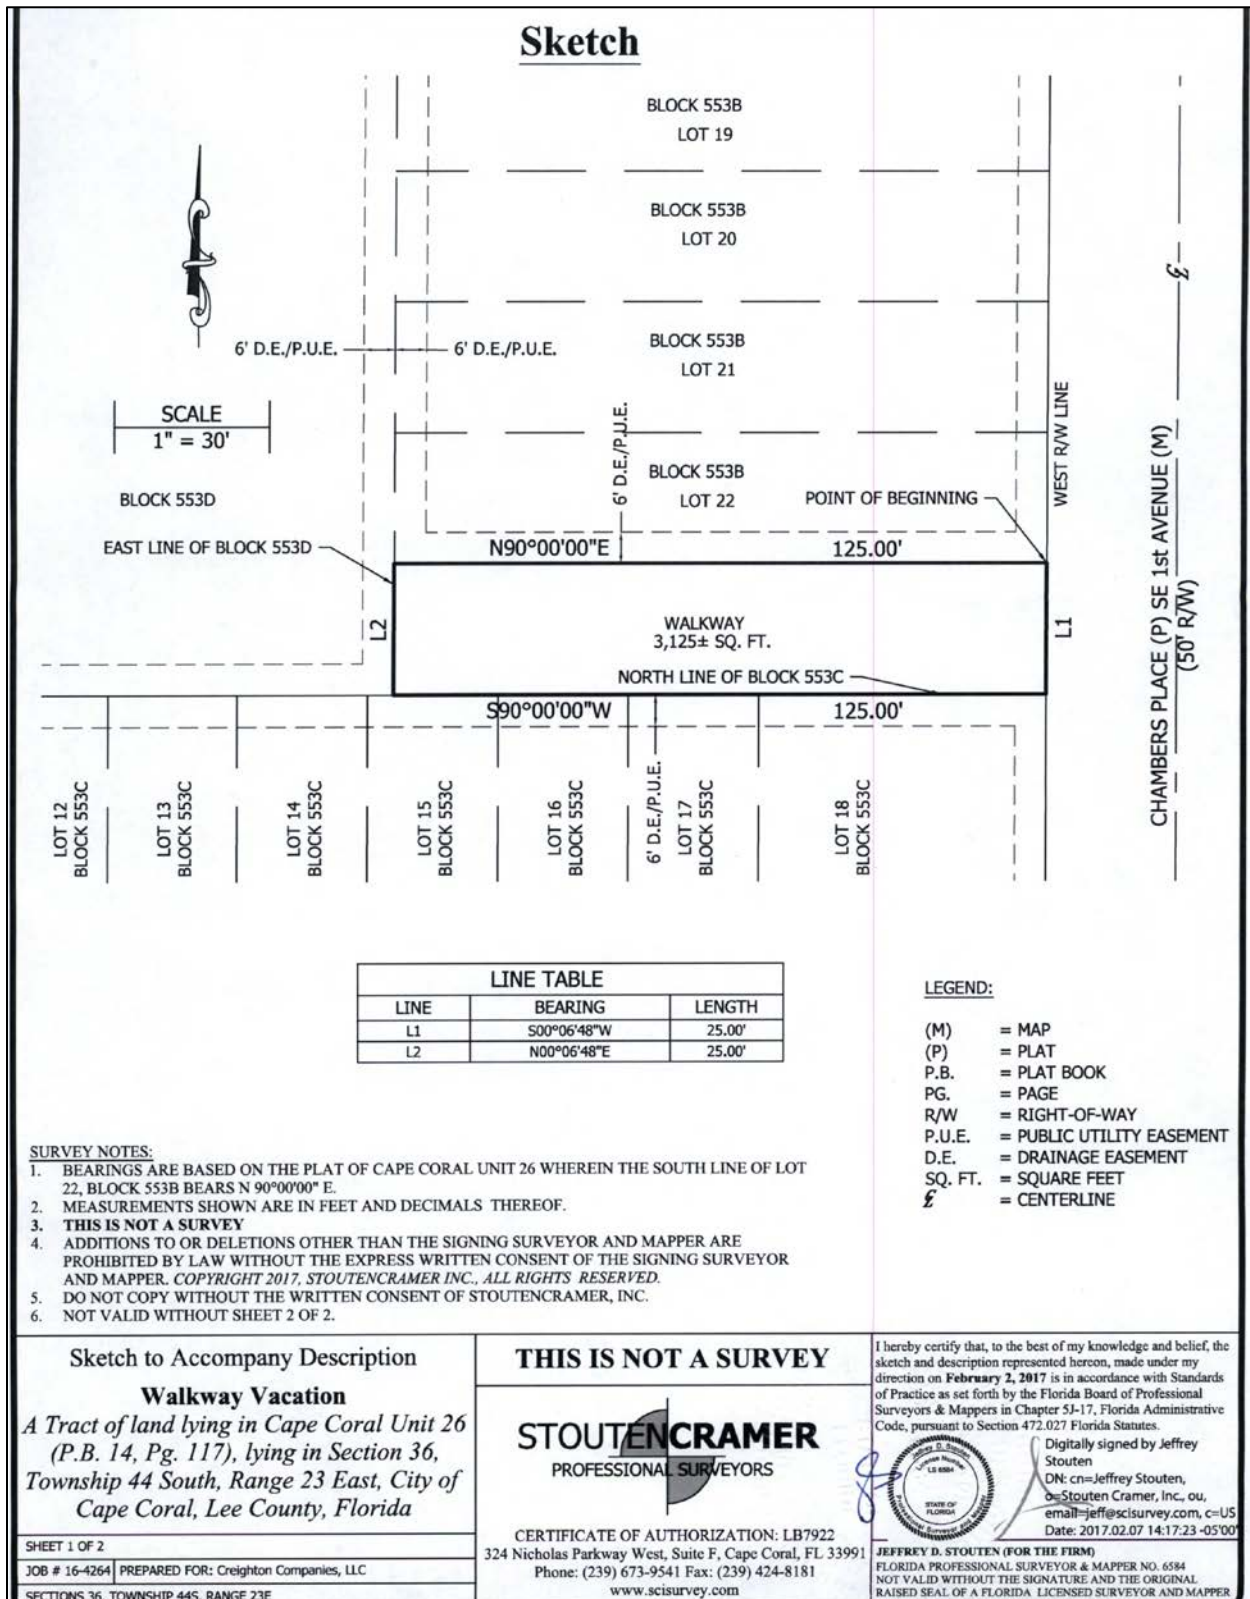 Sketch
BLOCK 553B
LOT 19
BLOCK 553B
LOT 20
6' D.E./P.U.E.
6' D.E./P.U.E.
BLOCK 553B
LOT 21
SCALE
1" = 30'
6' D.E./P.U.E.
WEST R/W LINE
BLOCK 553D
BLOCK 553B
LOT 22
POINT OF BEGINNING
EAST LINE OF BLOCK 553D
N90°00'00"E
125.00'
L2
WALKWAY
3,125± SQ. FT.
L1
CHAMBERS PLACE (P) SE 1st AVENUE (M)
(50' R/W)
NORTH LINE OF BLOCK 553C
S90°00'00"W
125.00'
LOT 12
BLOCK 553C
LOT 13
BLOCK 553C
LOT 14
BLOCK 553C
LOT 15
BLOCK 553C
LOT 16
BLOCK 553C
6' D.E./P.U.E.
LOT 17
BLOCK 553C
LOT 18
BLOCK 553C
LINE TABLE
LINE BEARING LENGTH
L1 S00°06'48"W 25.00'
L2 N00°06'48"E 25.00'
LEGEND:
(M) = MAP
(P) = PLAT
P.B. = PLAT BOOK
PG. = PAGE
R/W = RIGHT-OF-WAY
P.U.E. = PUBLIC UTILITY EASEMENT
D.E. = DRAINAGE EASEMENT
SQ. FT. = SQUARE FEET
= CENTERLINE
SURVEY NOTES:
1. BEARINGS ARE BASED ON THE PLAT OF CAPE CORAL UNIT 26 WHEREIN THE SOUTH LINE OF LOT
22, BLOCK 553B BEARS N 90°00'00" E.
2. MEASUREMENTS SHOWN ARE IN FEET AND DECIMALS THEREOF.
3. THIS IS NOT A SURVEY
4. ADDITIONS TO OR DELETIONS OTHER THAN THE SIGNING SURVEYOR AND MAPPER ARE
PROHIBITED BY LAW WITHOUT THE EXPRESS WRITTEN CONSENT OF THE SIGNING SURVEYOR
AND MAPPER. COPYRIGHT 2017, STOUTENCRAMER INC., ALL RIGHTS RESERVED.
5. DO NOT COPY WITHOUT THE WRITTEN CONSENT OF STOUTENCRAMER, INC.
6. NOT VALID WITHOUT SHEET 2 OF 2.
Sketch to Accompany Description
Walkway Vacation
A Tract of land lying in Cape Coral Unit 26
(P.B. 14, Pg. 117), lying in Section 36,
Township 44 South, Range 23 East, City of
Cape Coral, Lee County, Florida
SHEET 1 OF 2
JOB # 16-4264 PREPARED FOR: Creighton Companies, LLC
SECTIONS 36, TOWNSHIP 44S, RANGE 23E
THIS IS NOT A SURVEY
STOUTENCRAMER
PROFESSIONAL SURVEYORS
CERTIFICATE OF AUTHORIZATION: LB7922
324 Nicholas Parkway West, Suite F, Cape Coral, FL 33991
Phone: (239) 673-9541 Fax: (239) 424-8181
www.scisurvey.com
I hereby certify that, to the best of my knowledge and belief, the
sketch and description represented hereon, made under my
direction on February 2, 2017 is in accordance with Standards
of Practice as set forth by the Florida Board of Professional
Surveyors & Mappers in Chapter 5J-17, Florida Administrative
Code, pursuant to Section 472.027 Florida Statutes.
Jeffrey D. Stouten
License Number
LS 6584
STATE OF
FLORIDA
Professional Surveyor and Mapper
Digitally signed by Jeffrey
Stouten
DN: cn=Jeffrey Stouten,
o=Stouten Cramer, Inc., ou,
email=jeff@scisurvey.com, c=US
Date: 2017.02.07 14:17:23 -05'00'
JEFFREY D. STOUTEN (FOR THE FIRM)
FLORIDA PROFESSIONAL SURVEYOR & MAPPER NO. 6584
NOT VALID WITHOUT THE SIGNATURE AND THE ORIGINAL
RAISED SEAL OF A FLORIDA LICENSED SURVEYOR AND MAPPER